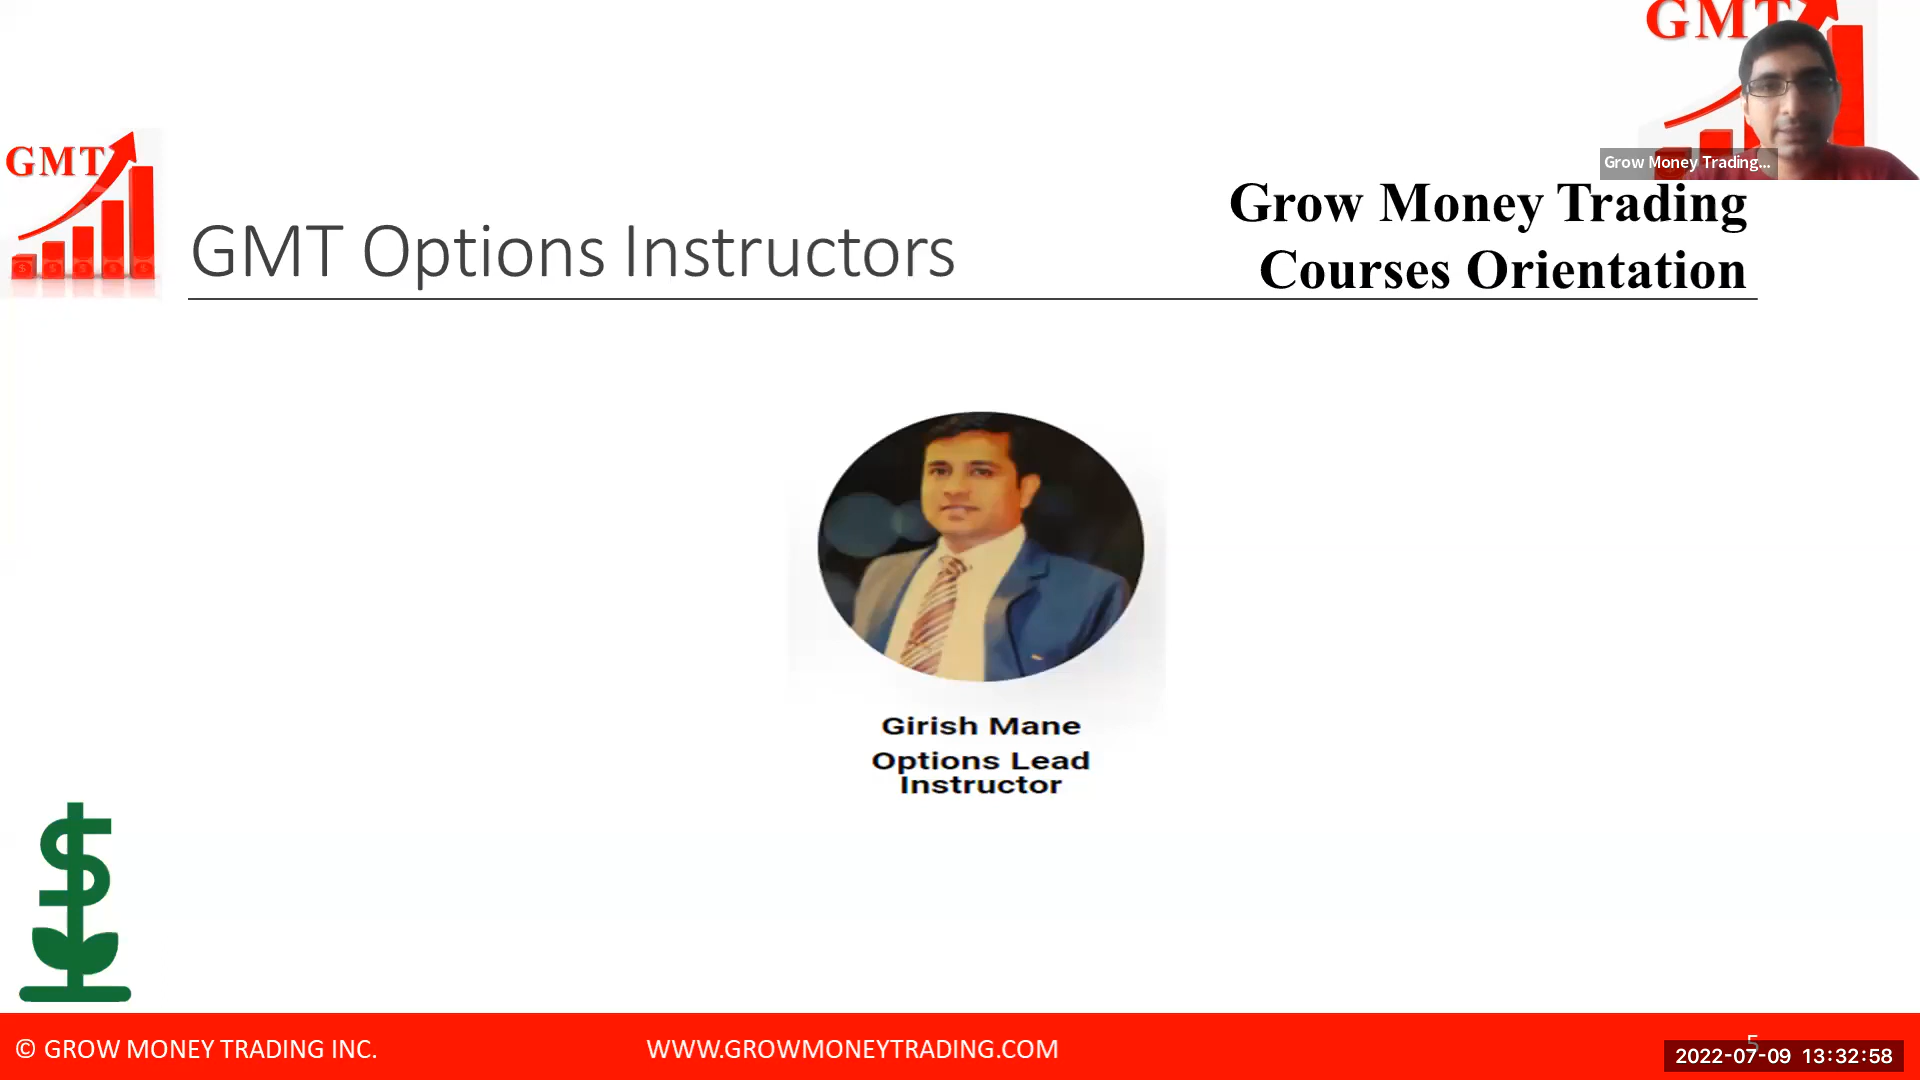 GMT
GMT
Grow Money Trading...
Grow Money Trading
Courses Orientation
GMT Options Instructors
Girish Mane
Options Lead
Instructor
© GROW MONEY TRADING INC.
WWW.GROWMONEYTRADING.COM
5
2022-07-09 13:32:58